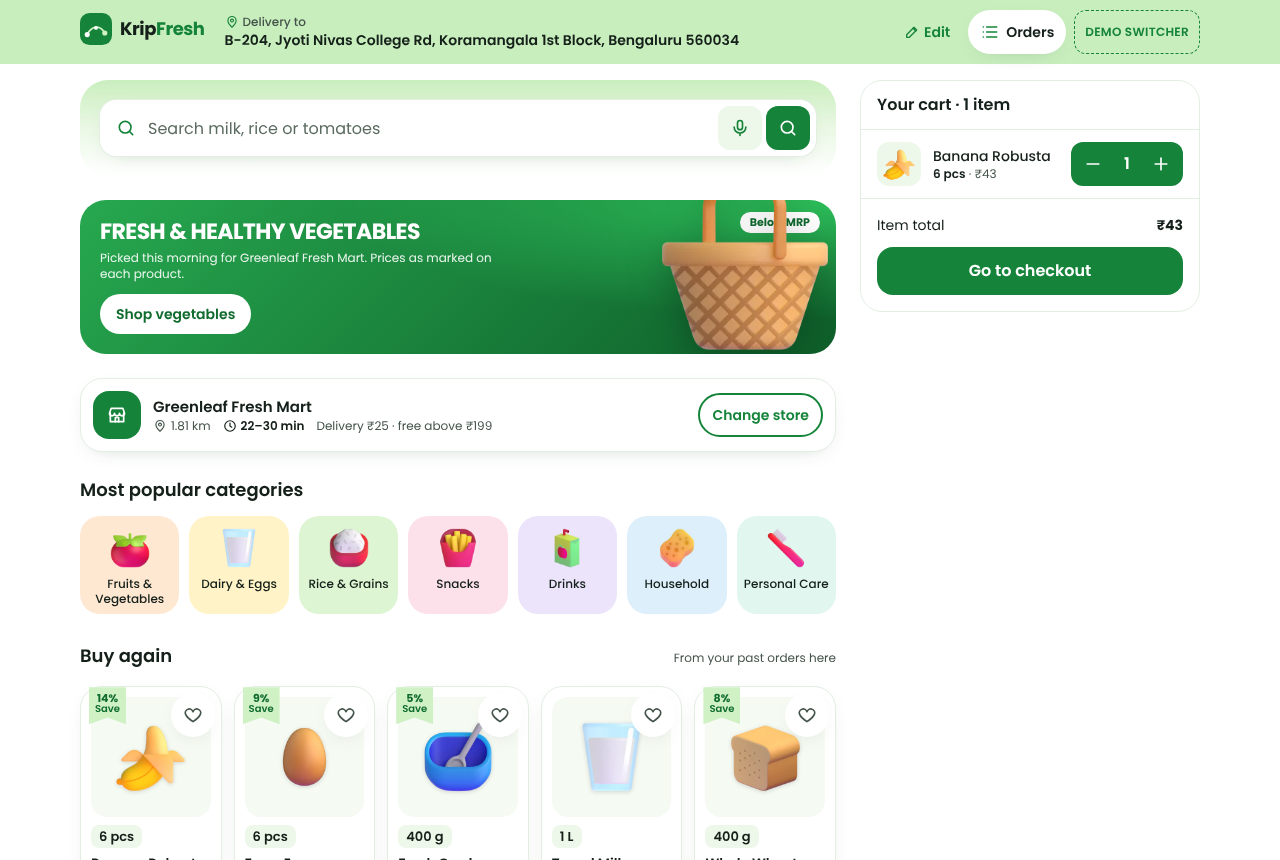 KripFresh
Delivery to
B-204, Jyoti Nivas College Rd, Koramangala 1st Block, Bengaluru 560034
Edit
Orders
DEMO SWITCHER
Search milk, rice or tomatoes
FRESH & HEALTHY VEGETABLES
Picked this morning for Greenleaf Fresh Mart. Prices as marked on
each product.
Shop vegetables
MRP
Greenleaf Fresh Mart
1.81 km
22–30 min
Delivery ₹25 · free above ₹199
Change store
Most popular categories
Fruits &
Vegetables
Dairy & Eggs
Rice & Grains
Snacks
Drinks
Household
Personal Care
Buy again
From your past orders here
14%
Save
9%
Save
5%
Save
8%
Save
6 pcs
6 pcs
400 g
1 L
400 g
Your cart · 1 item
Banana Robusta
6 pcs · ₹43
1
Item total
₹43
Go to checkout